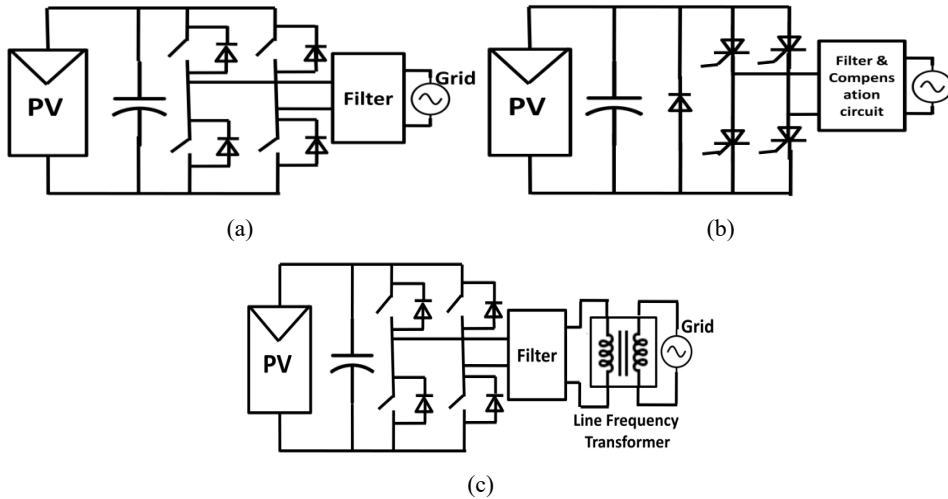 PV
Filter
Grid
(a)
PV
Filter &
Compens
ation
circuit
(b)
PV
Filter
Grid
Line Frequency
Transformer
(c)